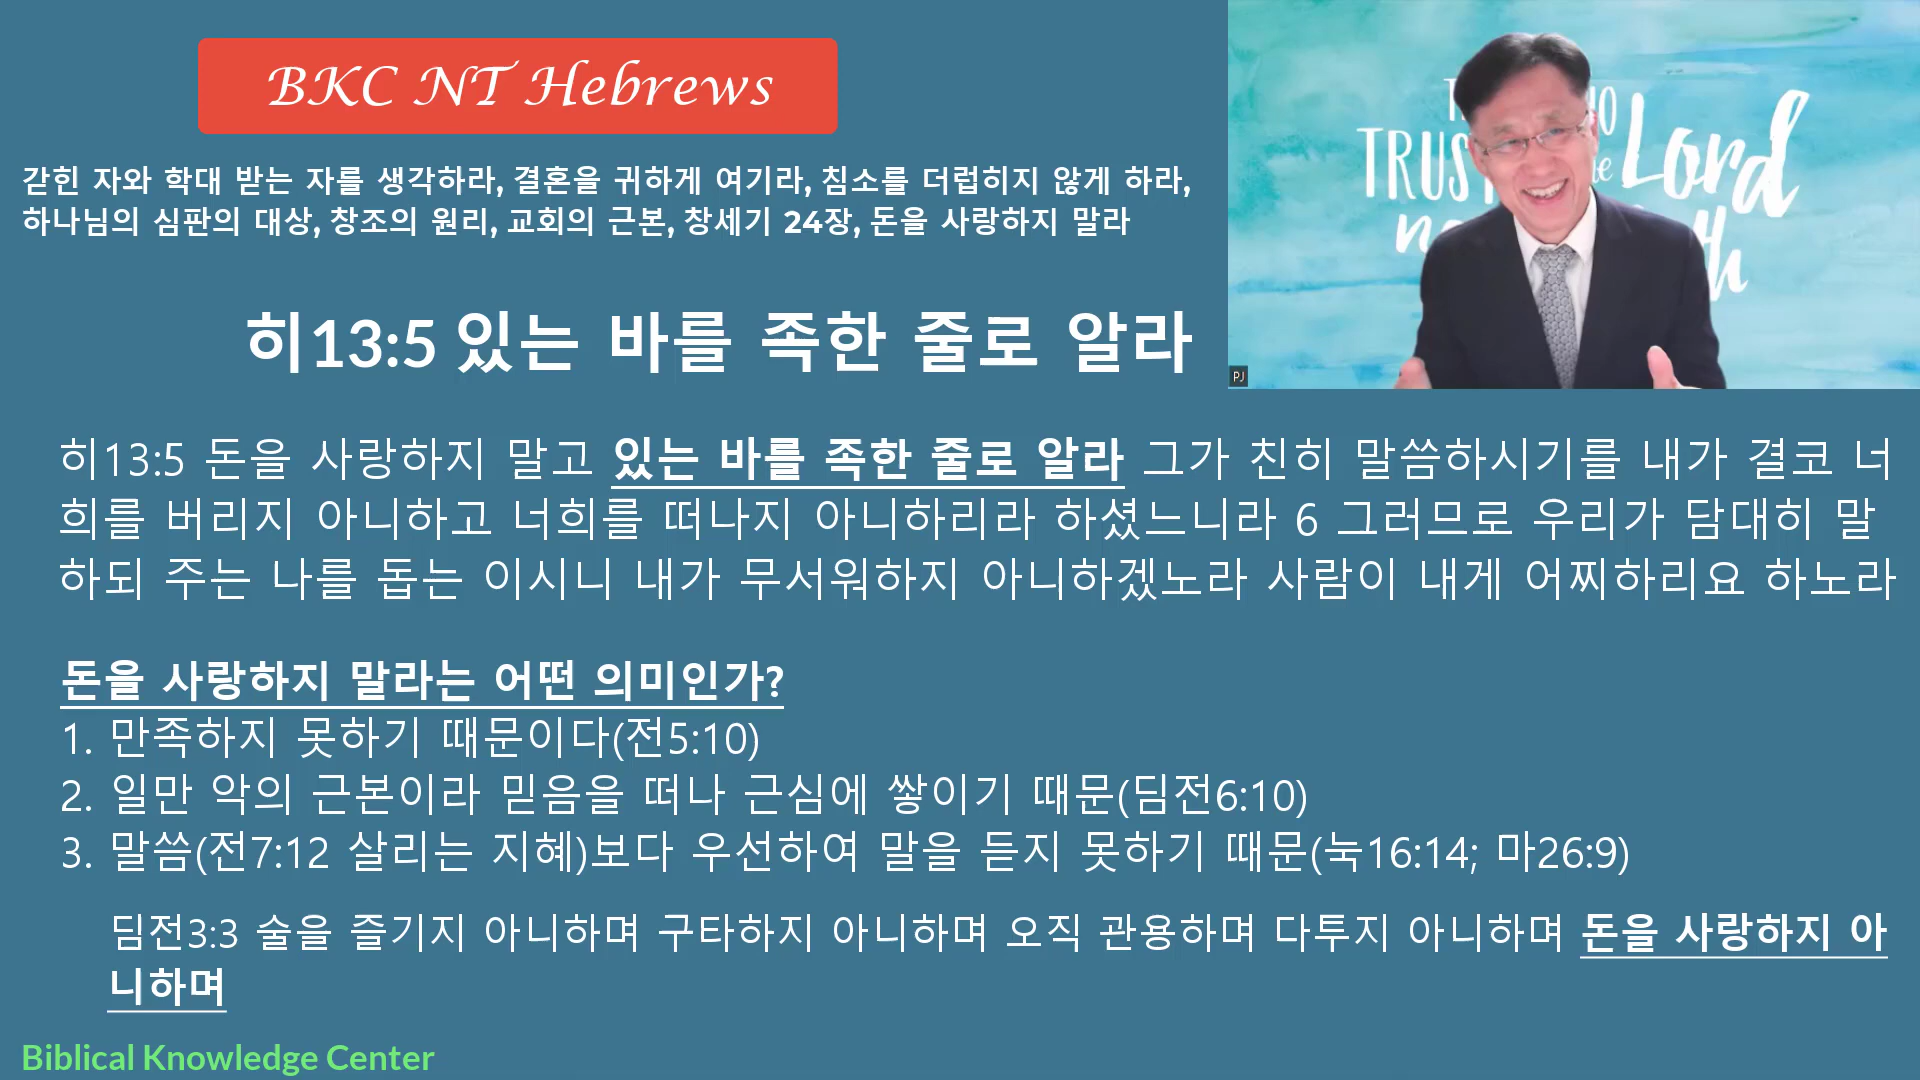 BKC NT Hebrews
갇힌 자와 학대 받는 자를 생각하라, 결혼을 귀하게 여기라, 침소를 더럽히지 않게 하라,
하나님의 심판의 대상, 창조의 원리, 교회의 근본, 창세기 24장, 돈을 사랑하지 말라
TRUS
Lord
PJ
히13:5 있는 바를 족한 줄로 알라
히13:5 돈을 사랑하지 말고 있는 바를 족한 줄로 알라 그가 친히 말씀하시기를 내가 결코 너
희를 버리지 아니하고 너희를 떠나지 아니하리라 하셨느니라 6 그러므로 우리가 담대히 말
하되 주는 나를 돕는 이시니 내가 무서워하지 아니하겠노라 사람이 내게 어찌하리요 하노라
돈을 사랑하지 말라는 어떤 의미인가?
1. 만족하지 못하기 때문이다(전5:10)
2. 일만 악의 근본이라 믿음을 떠나 근심에 쌓이기 때문(딤전6:10)
3. 말씀(전7:12 살리는 지혜)보다 우선하여 말을 듣지 못하기 때문(눅16:14; 마26:9)
딤전3:3 술을 즐기지 아니하며 구타하지 아니하며 오직 관용하며 다투지 아니하며 돈을 사랑하지 아
니하며
Biblical Knowledge Center